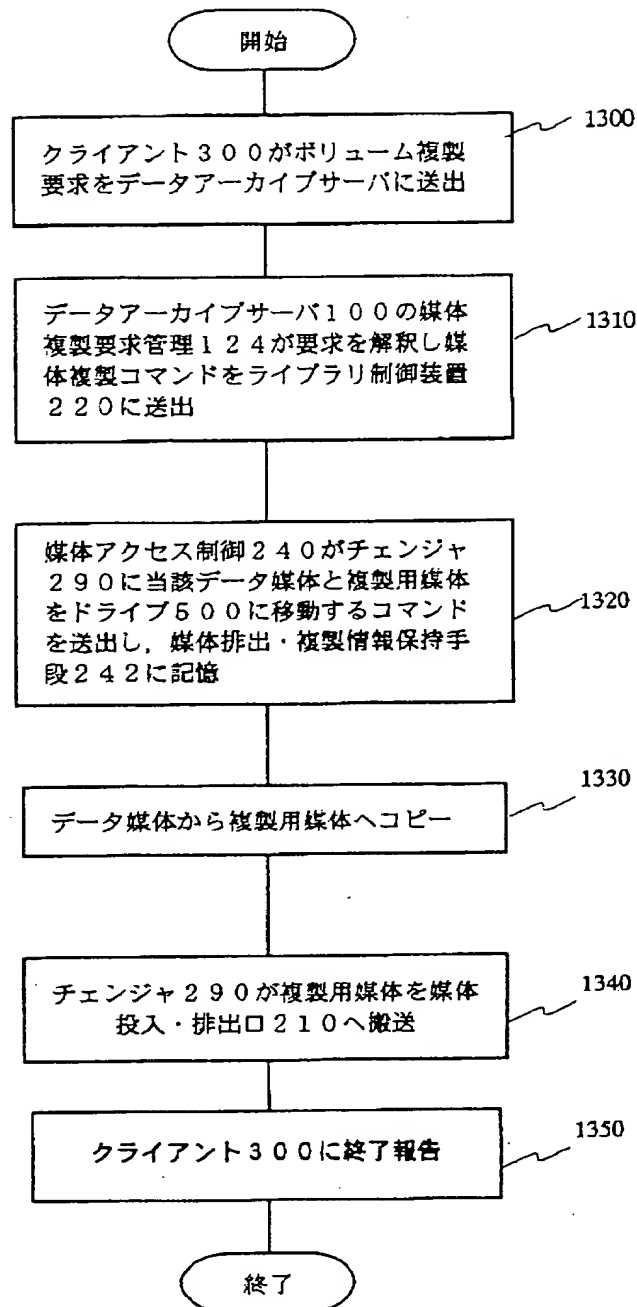 開始
1300
クライアント300がボリューム複製
要求をデータアーカイブサーバに送出
1310
データアーカイブサーバ100の媒体
複製要求管理124が要求を解釈し媒
体複製コマンドをライブラリ制御装置
220に送出
1320
媒体アクセス制御240がチェンジャ
290に当該データ媒体と複製用媒体
をドライブ500に移動するコマンド
を送出し，媒体排出・複製情報保持手
段242に記憶
1330
データ媒体から複製用媒体へコピー
1340
チェンジャ290が複製用媒体を媒体
投入・排出口210へ搬送
1350
クライアント300に終了報告
終了